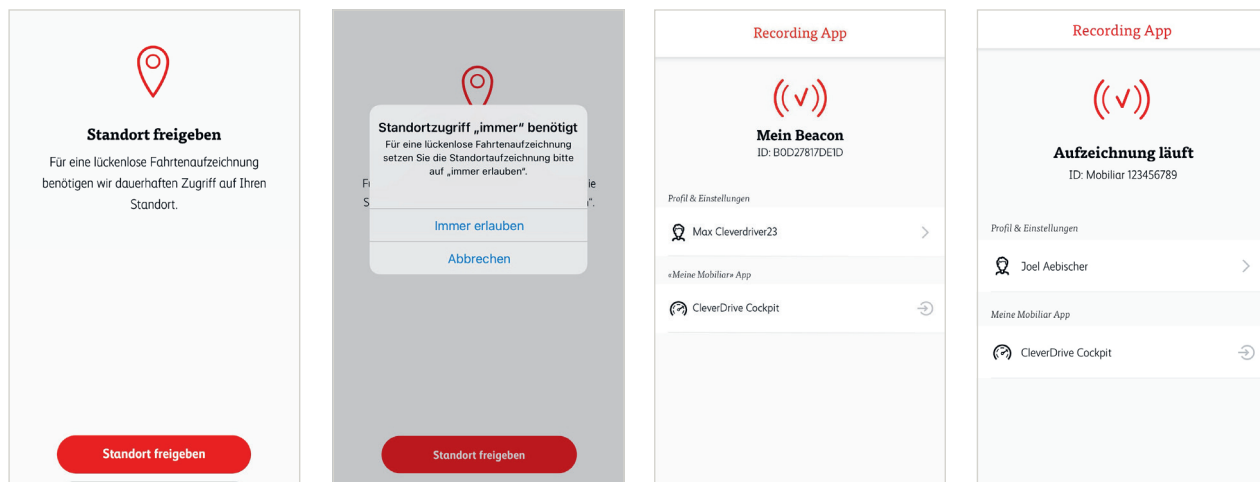 Standort freigeben
Für eine lückenlose Fahrtenaufzeichnung
benötigen wir dauerhaften Zugriff auf Ihren
Standort.
Standort freigeben
Standortzugriff „immer“ benötigt
Für eine lückenlose Fahrtenaufzeichnung
setzen Sie die Standortaufzeichnung bitte
auf „immer erlauben“.
Immer erlauben
Abbrechen
Standort freigeben
Recording App
Mein Beacon
ID: B0D27817DE1D
Profil & Einstellungen
Max Cleverdriver23
«Meine Mobiliar» App
CleverDrive Cockpit
Recording App
Aufzeichnung läuft
ID: Mobiliar 123456789
Profil & Einstellungen
Joel Aebischer
Meine Mobiliar App
CleverDrive Cockpit